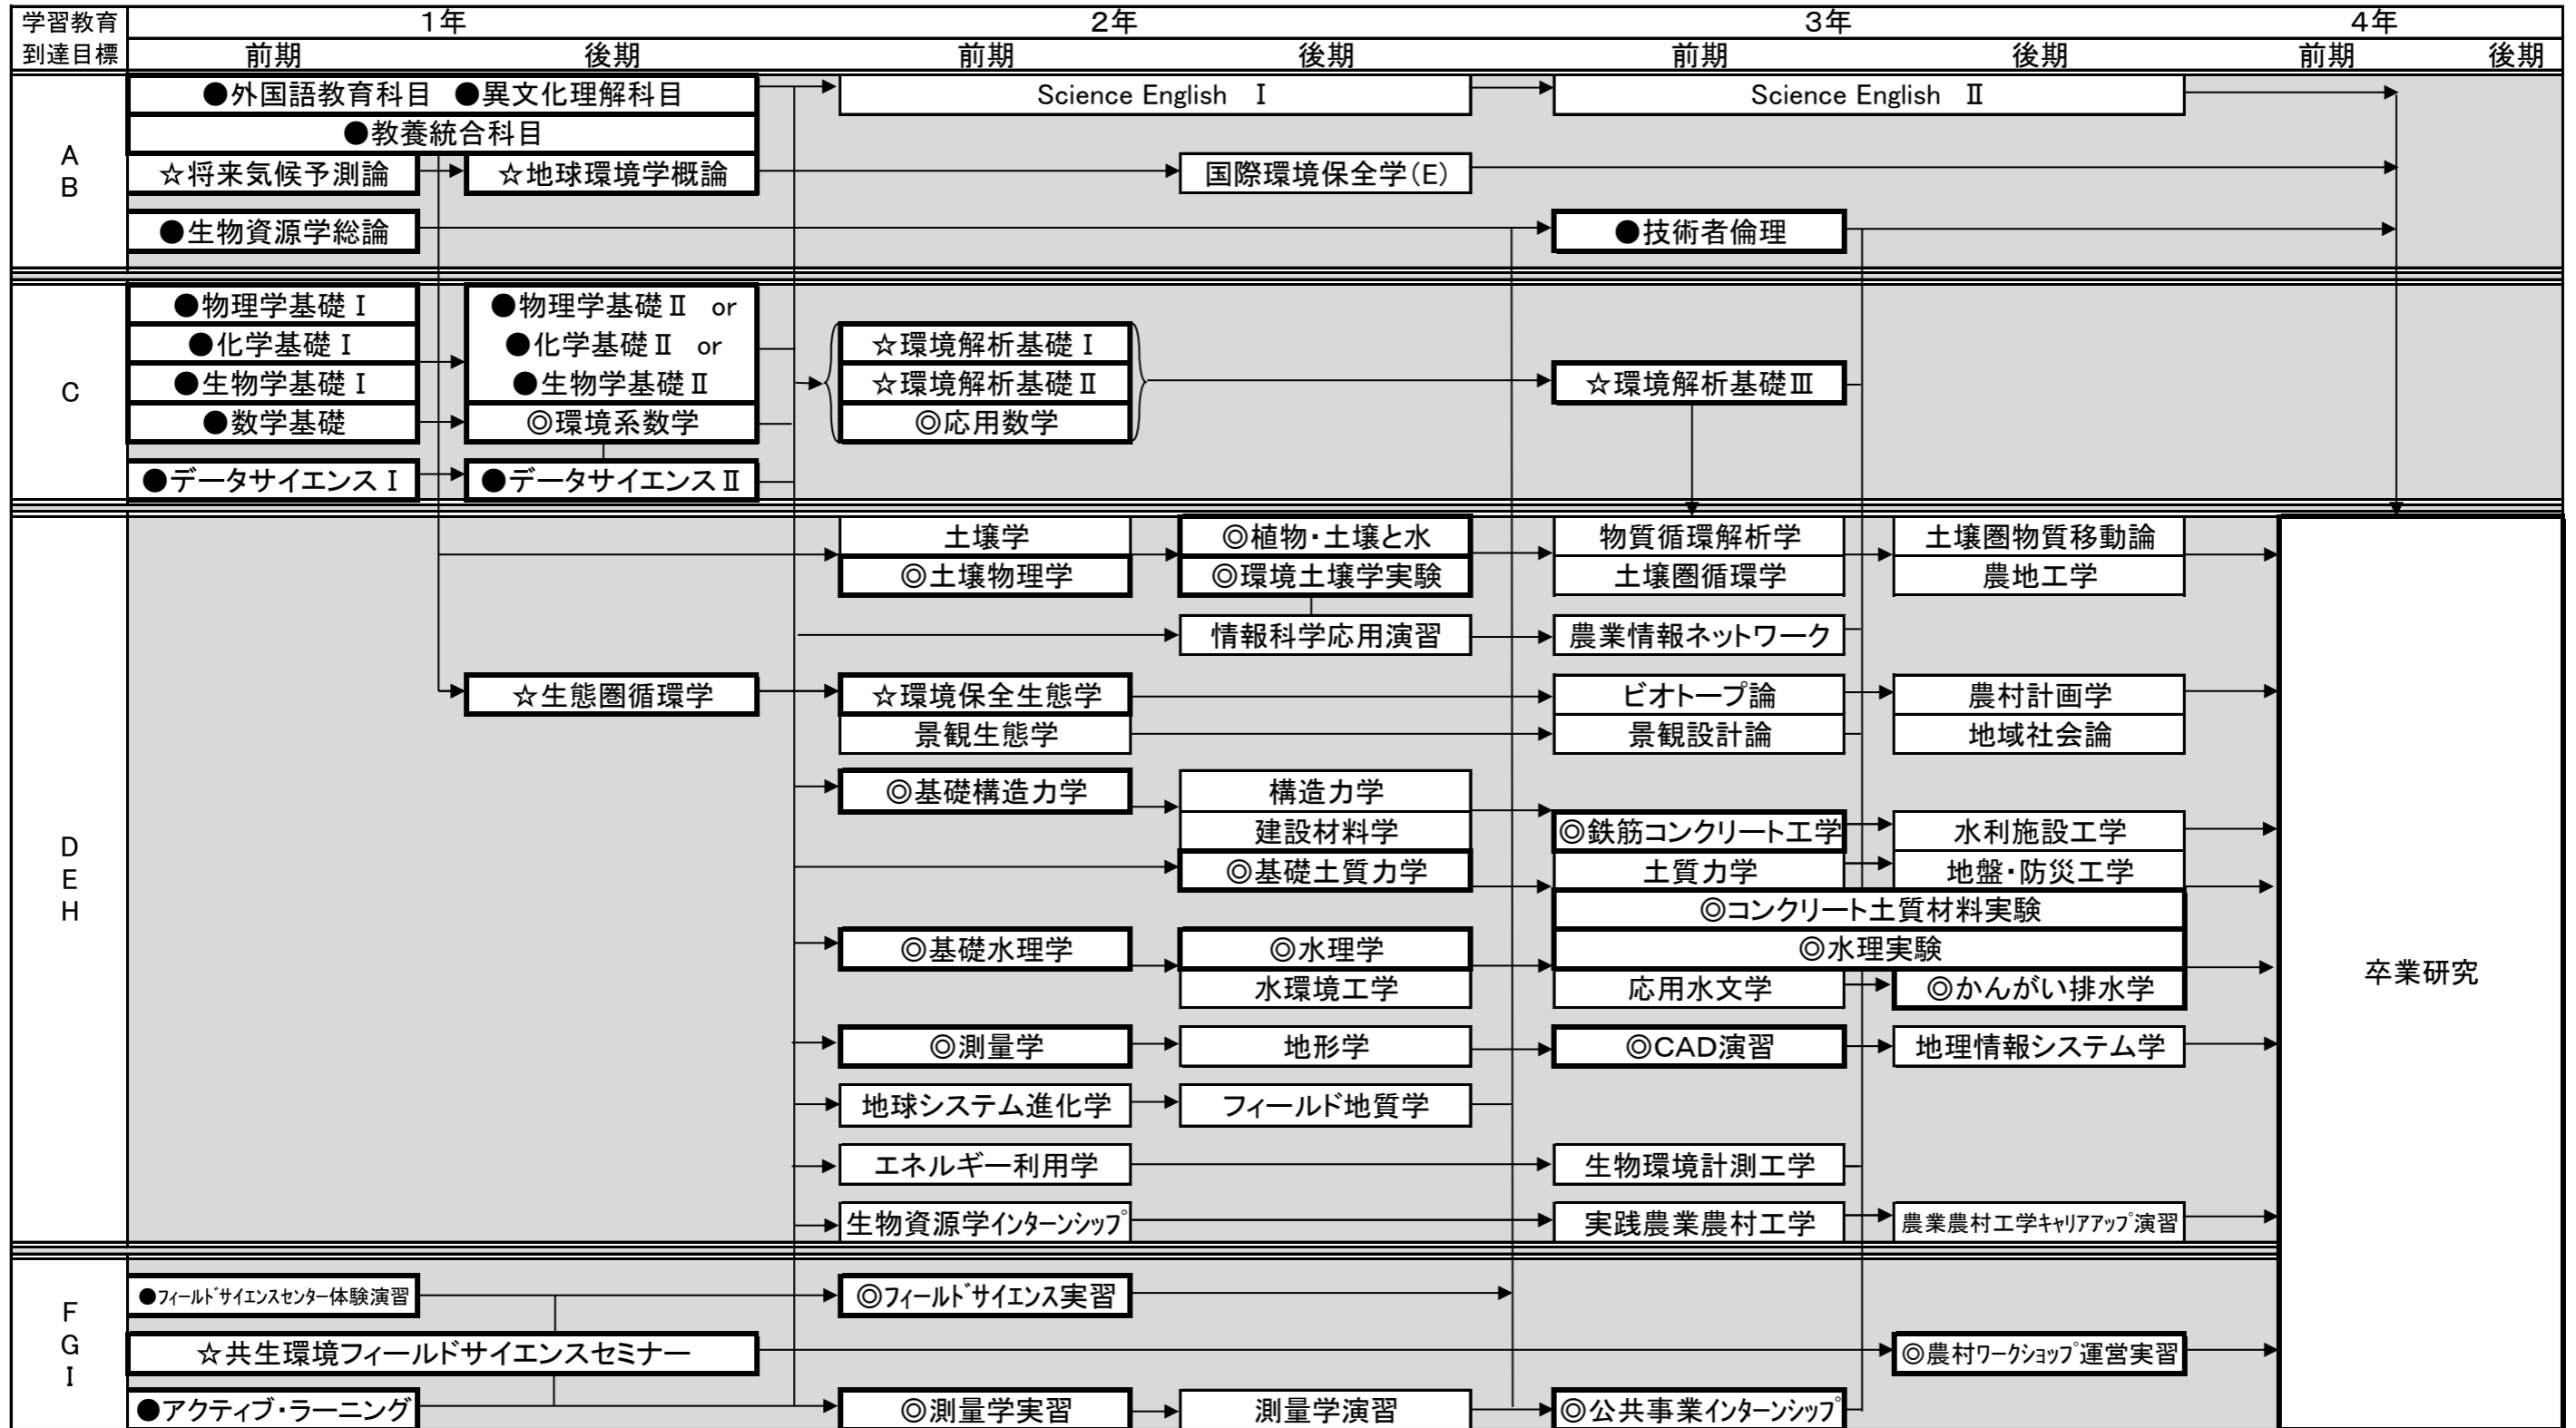 学習教育
到達目標
1年 2年 3年 4年
前期 後期 前期 後期 前期 後期 前期 後期
A
B
●外国語教育科目 ●異文化理解科目
Science English Ⅰ
Science English Ⅱ
●教養統合科目
☆将来気候予測論
☆地球環境学概論
国際環境保全学(E)
●生物資源学総論
●技術者倫理
C
●物理学基礎Ⅰ
●化学基礎Ⅰ
●生物学基礎Ⅰ
●数学基礎
●物理学基礎Ⅱ or
●化学基礎Ⅱ or
●生物学基礎Ⅱ
◎環境系数学
☆環境解析基礎Ⅰ
☆環境解析基礎Ⅱ
◎応用数学
☆環境解析基礎Ⅲ
●データサイエンスⅠ
●データサイエンスⅡ
D
E
H
土壌学
◎土壌物理学
◎植物・土壌と水
◎環境土壌学実験
物質循環解析学
土壌圏循環学
土壌圏物質移動論
農地工学
情報科学応用演習
農業情報ネットワーク
☆生態圏循環学
☆環境保全生態学
景観生態学
ビオトープ論
景観設計論
農村計画学
地域社会論
◎基礎構造力学
構造力学
建設材料学
◎基礎土質力学
◎鉄筋コンクリート工学
土質力学
水利施設工学
地盤・防災工学
◎コンクリート土質材料実験
◎水理実験
◎基礎水理学
◎水理学
水環境工学
応用水文学
◎かんがい排水学
◎測量学
地形学
◎CAD演習
地理情報システム学
地球システム進化学
フィールド地質学
エネルギー利用学
生物環境計測工学
生物資源学インターンシップ
実践農業農村工学
農業農村工学キャリアアップ演習
卒業研究
F
G
I
●フィールドサイエンスセンター体験演習
◎フィールドサイエンス実習
☆共生環境フィールドサイエンスセミナー
◎農村ワークショップ運営実習
●アクティブ・ラーニング
◎測量学実習
測量学演習
◎公共事業インターンシップ